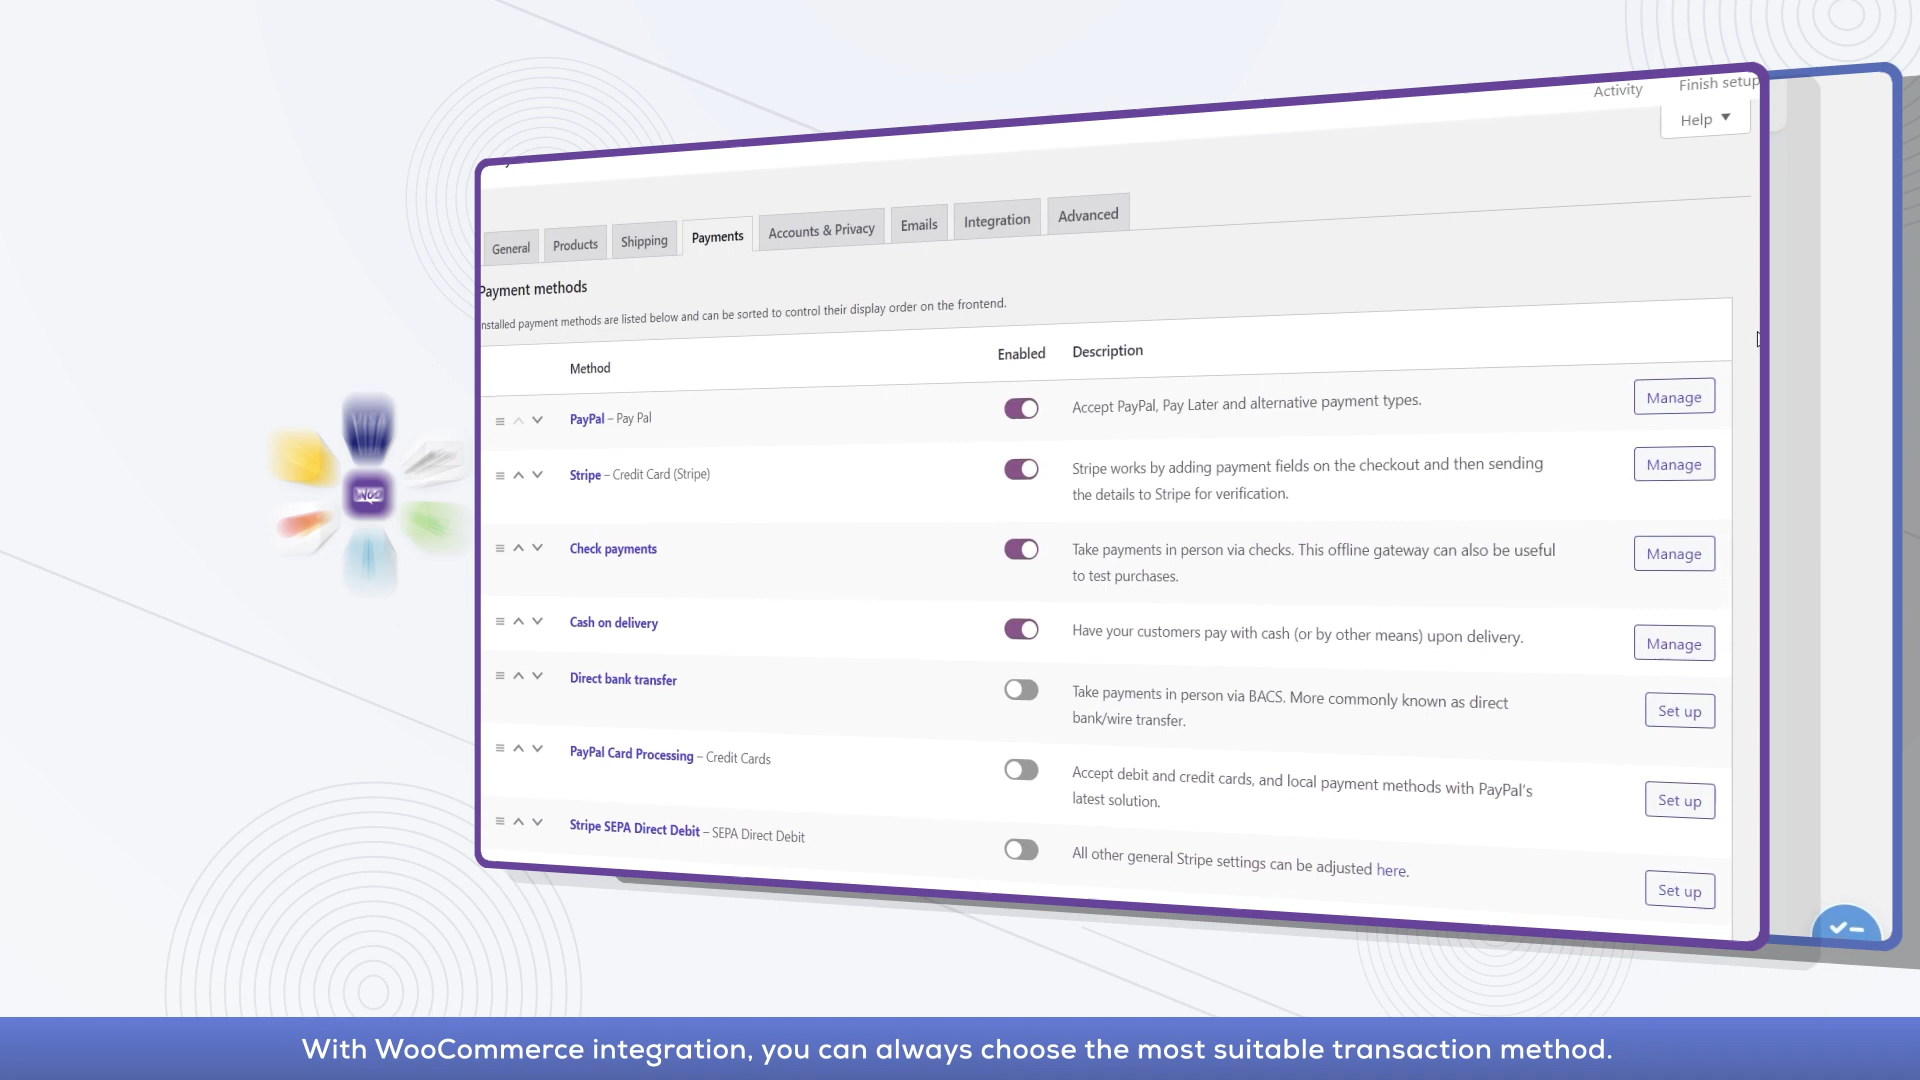 Activity Finish setup
Help
General Products Shipping Payments Accounts & Privacy Emails Integration Advanced
Payment methods
nstalled payment methods are listed below and can be sorted to control their display order on the frontend.
Method Enabled Description
PayPal – Pay Pal Accept PayPal, Pay Later and alternative payment types. Manage
Stripe – Credit Card (Stripe) Stripe works by adding payment fields on the checkout and then sending Manage
the details to Stripe for verification.
Check payments Take payments in person via checks. This offline gateway can also be useful Manage
to test purchases.
Cash on delivery Have your customers pay with cash (or by other means) upon delivery. Manage
Direct bank transfer Take payments in person via BACS. More commonly known as direct Set up
bank/wire transfer.
PayPal Card Processing – Credit Cards Accept debit and credit cards, and local payment methods with PayPal's Set up
latest solution.
Stripe SEPA Direct Debit – SEPA Direct Debit All other general Stripe settings can be adjusted here. Set up
WOO
With WooCommerce integration, you can always choose the most suitable transaction method.